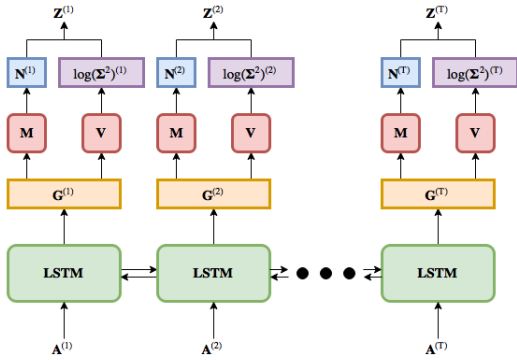 Z(1) Z(2) Z(T)
N(1) log(Σ²)(1) N(2) log(Σ²)(2) N(T) log(Σ²)(T)
M V M V M V
G(1) G(2) G(T)
LSTM LSTM LSTM
A(1) A(2) A(T)